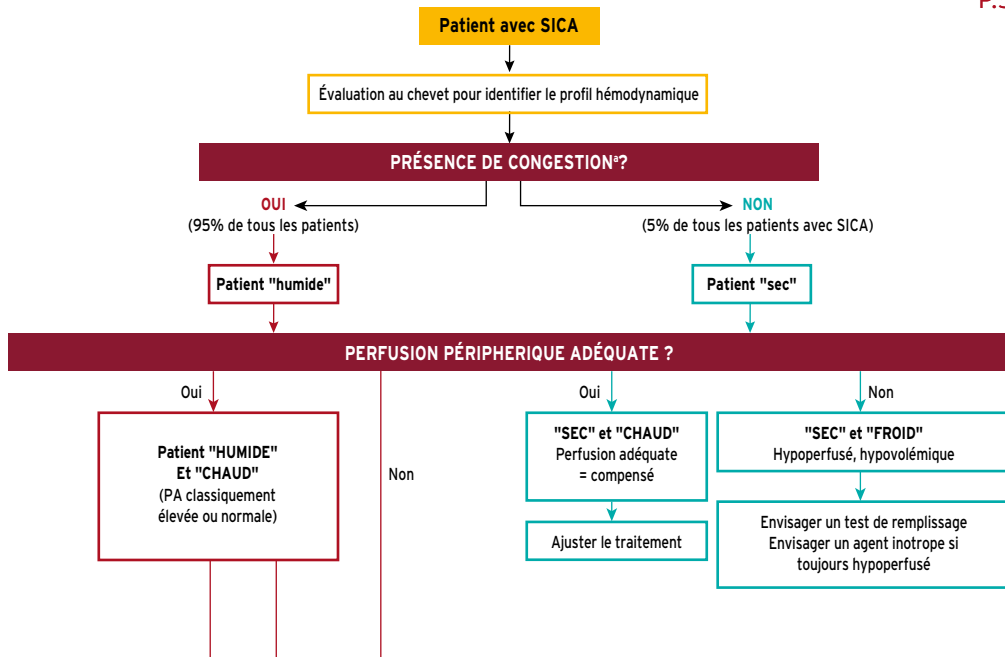 P.5
Patient avec SICA
Évaluation au chevet pour identifier le profil hémodynamique
PRÉSENCE DE CONGESTIONª?
OUI
(95% de tous les patients)
NON
(5% de tous les patients avec SICA)
Patient "humide"
Patient "sec"
PERFUSION PÉRIPHERIQUE ADÉQUATE ?
Oui
Patient "HUMIDE"
Et "CHAUD"
(PA classiquement
élevée ou normale)
Non
Oui
"SEC" et "CHAUD"
Perfusion adéquate
= compensé
Ajuster le traitement
Non
"SEC" et "FROID"
Hypoperfusé, hypovolémique
Envisager un test de remplissage
Envisager un agent inotrope si
toujours hypoperfusé